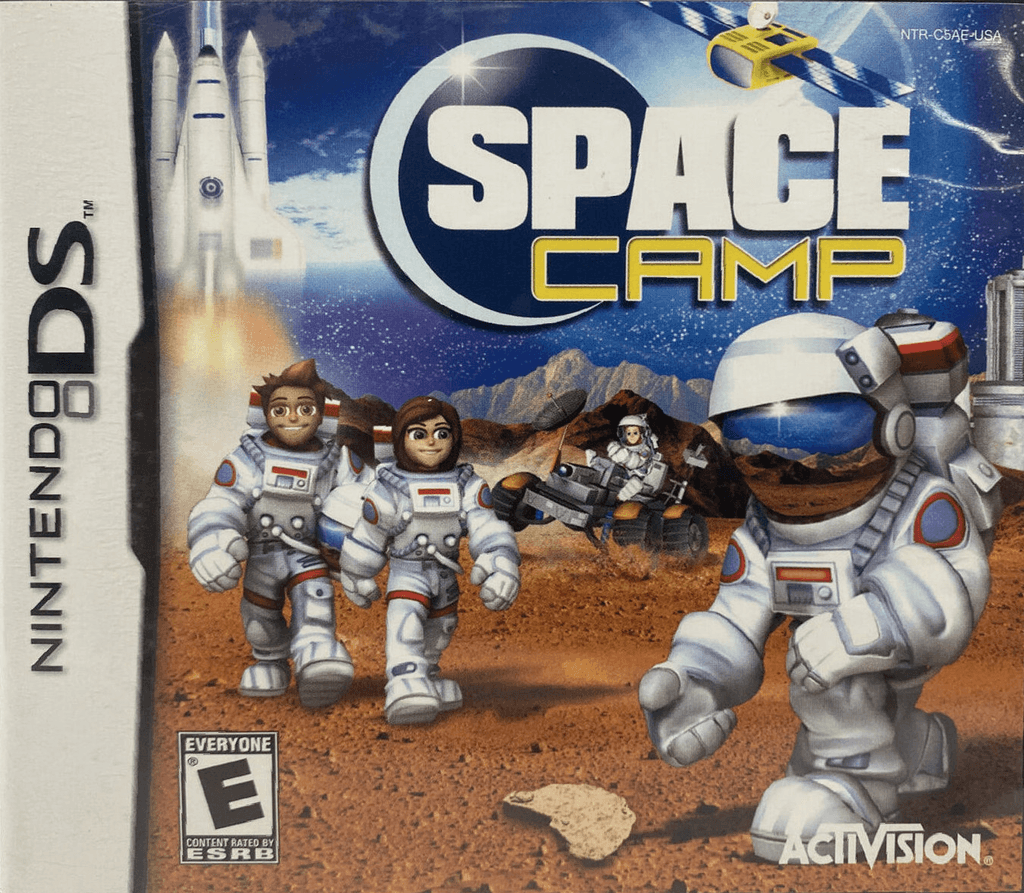 NINTENDO DS™
NTR-C5AE-USA
SPACE
CAMP
EVERYONE
®
E
CONTENT RATED BY
ESRB
ACTIVISION®